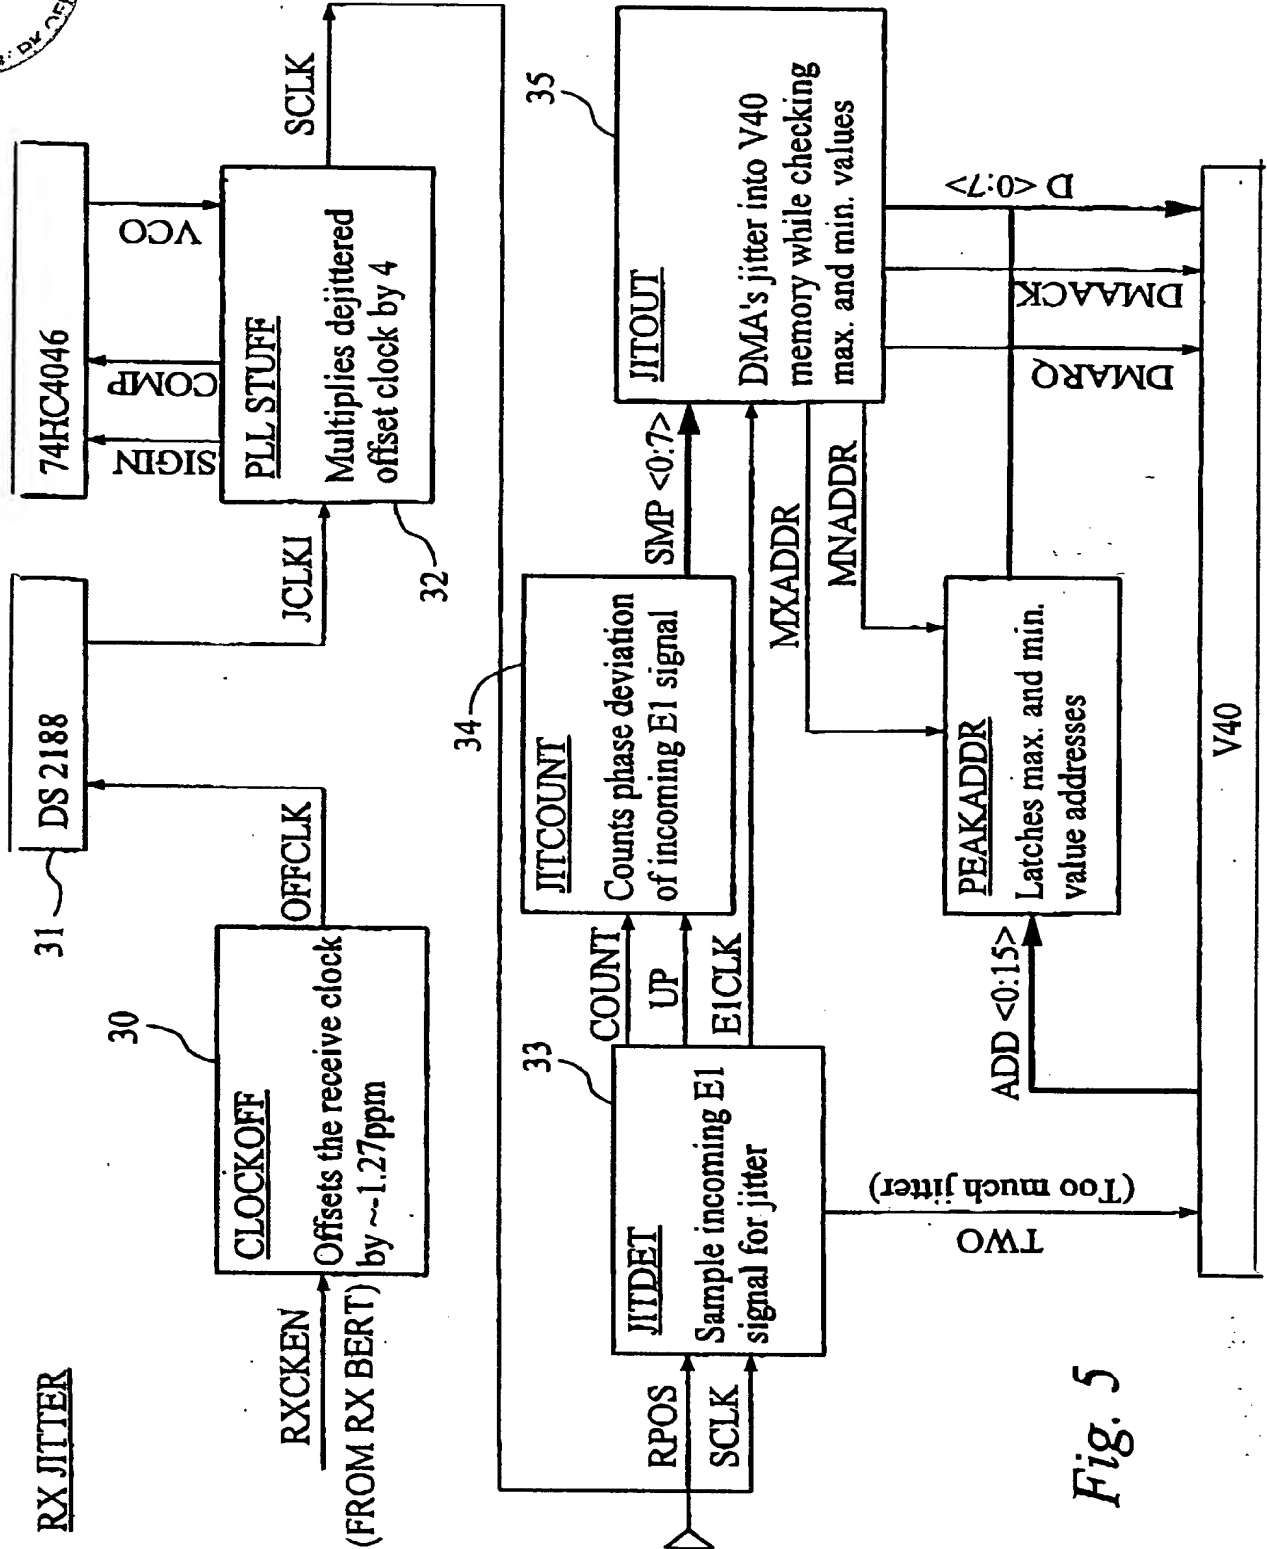 RX JITTER
RXCKEN
(FROM RX BERT)
30
CLOCKOFF
Offsets the receive clock
by ~-1.27ppm
OFFCLK
31
DS 2188
JCLKI
74HC4046
SIGIN
COMP
VCO
32
PLL STUFF
Multiplies dejittered
offset clock by 4
SCLK
RPOS
SCLK
33
JITDET
Sample incoming E1
signal for jitter
COUNT
UP
E1CLK
34
JITCOUNT
Counts phase deviation
of incoming E1 signal
SMP <0:7>
35
JITOUT
DMA's jitter into V40
memory while checking
max. and min. values
MXADDR
MNADDR
TWO
(Too much jitter)
ADD <0:15>
PEAKADDR
Latches max. and min.
value addresses
DMARQ
DMAACK
D <0:7>
V40
Fig. 5